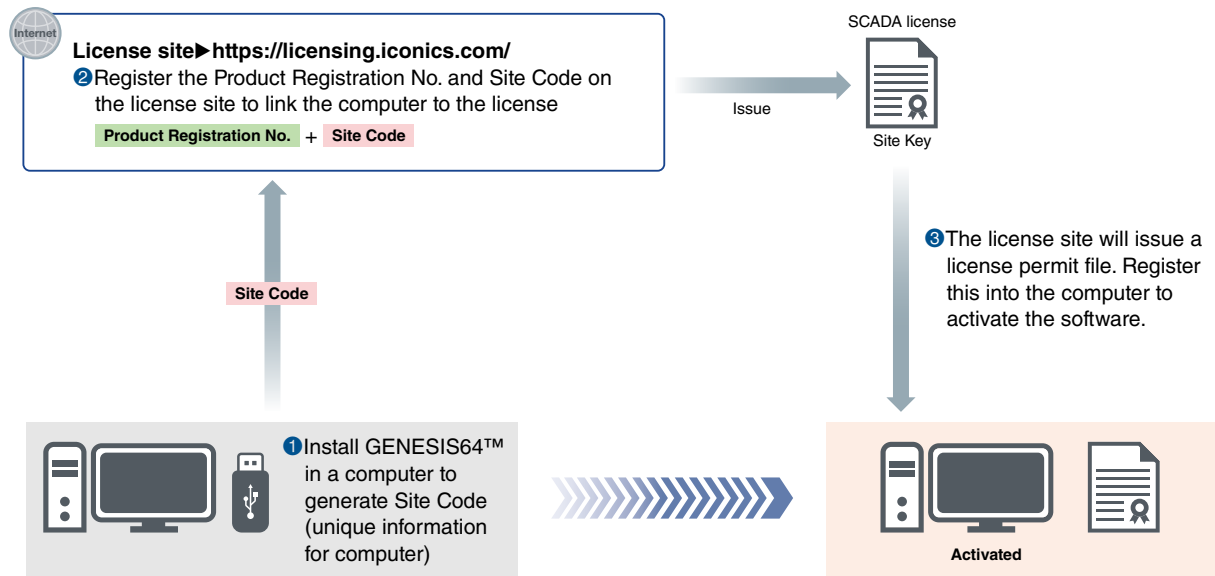 Internet
License site▶https://licensing.iconics.com/
❷Register the Product Registration No. and Site Code on
the license site to link the computer to the license
Product Registration No. + Site Code
Issue
SCADA license
Site Key
❸The license site will issue a
license permit file. Register
this into the computer to
activate the software.
Site Code
❶Install GENESIS64™
in a computer to
generate Site Code
(unique information
for computer)
Activated